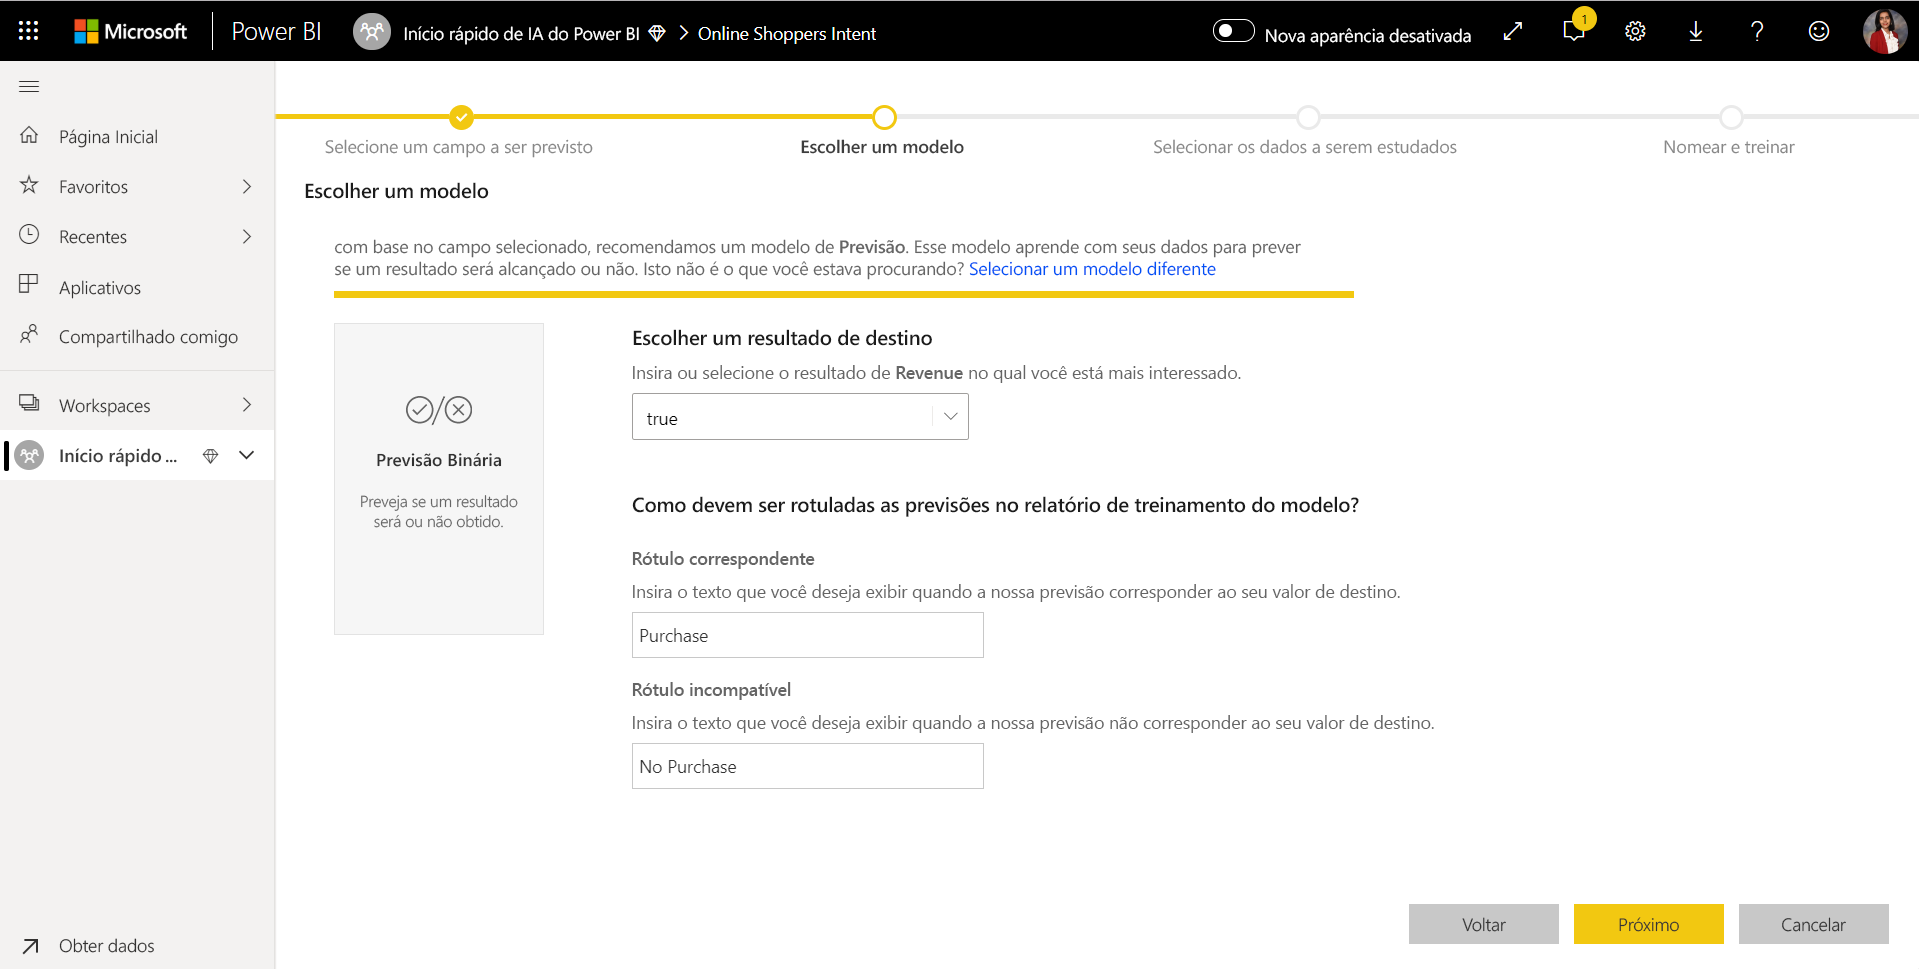 Microsoft
Power BI
Início rápido de IA do Power BI
Online Shoppers Intent
Nova aparência desativada
1
Página Inicial
Favoritos
Recentes
Aplicativos
Compartilhado comigo
Workspaces
Início rápido ...
Obter dados
Selecione um campo a ser previsto
Escolher um modelo
Selecionar os dados a serem estudados
Nomear e treinar
Escolher um modelo
com base no campo selecionado, recomendamos um modelo de Previsão. Esse modelo aprende com seus dados para prever
se um resultado será alcançado ou não. Isto não é o que você estava procurando? Selecionar um modelo diferente
Previsão Binária
Preveja se um resultado
será ou não obtido.
Escolher um resultado de destino
Insira ou selecione o resultado de Revenue no qual você está mais interessado.
true
Como devem ser rotuladas as previsões no relatório de treinamento do modelo?
Rótulo correspondente
Insira o texto que você deseja exibir quando a nossa previsão corresponder ao seu valor de destino.
Purchase
Rótulo incompatível
Insira o texto que você deseja exibir quando a nossa previsão não corresponder ao seu valor de destino.
No Purchase
Voltar
Próximo
Cancelar